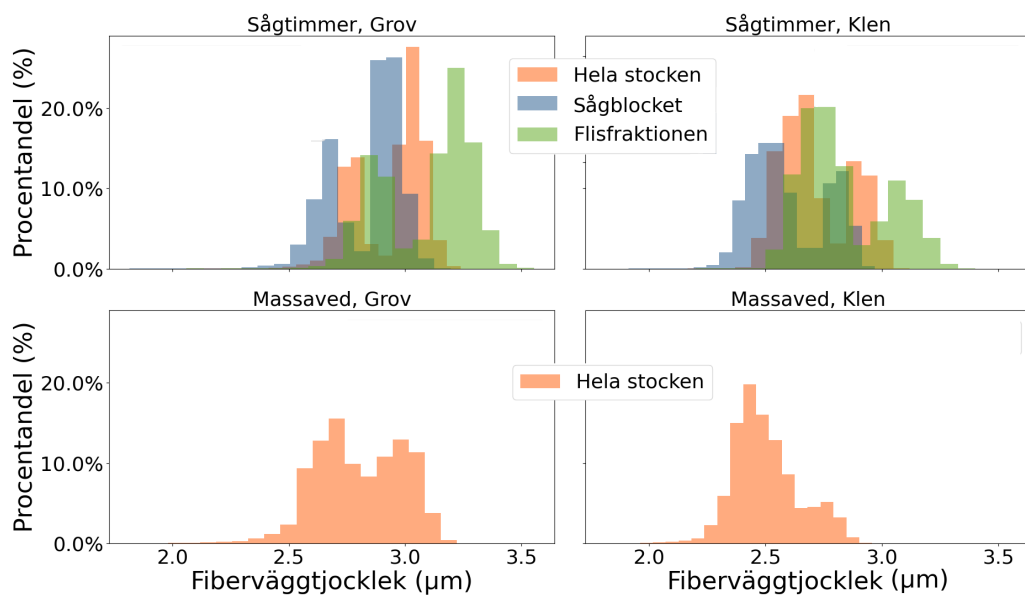 Sågtimmer, Grov
Sågtimmer, Klen
Procentandel (%)
20.0%
10.0%
0.0%
Hela stocken
Sågblocket
Flisfraktionen
Massaved, Grov
Massaved, Klen
Procentandel (%)
20.0%
10.0%
0.0%
Hela stocken
2.0 2.5 3.0 3.5
2.0 2.5 3.0 3.5
Fiberväggtjocklek (µm)
Fiberväggtjocklek (µm)